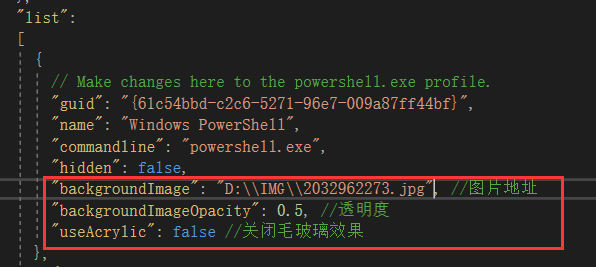 "list":
[
{
// Make changes here to the powershell.exe profile.
"guid": "{61c54bbd-c2c6-5271-96e7-009a87ff44bf}",
"name": "Windows PowerShell",
"commandline": "powershell.exe",
"hidden": false,
"backgroundImage": "D:\\IMG\\2032962273.jpg", //图片地址
"backgroundImageOpacity": 0.5, //透明度
"useAcrylic": false //关闭毛玻璃效果
},